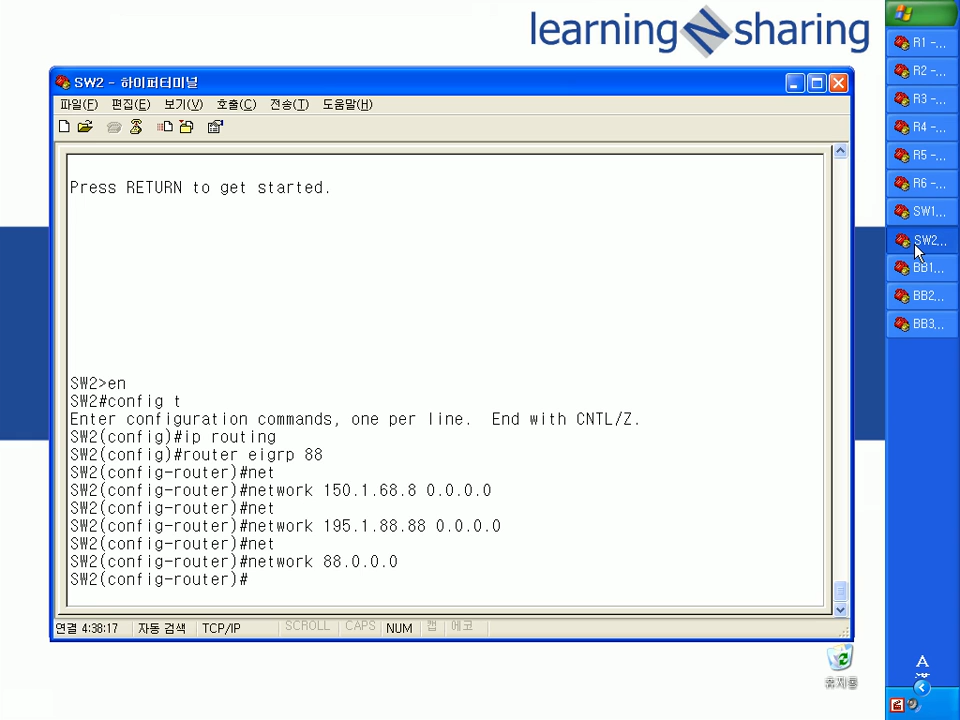 learning N sharing
SW2 - 하이퍼터미널
파일(F) 편집(E) 보기(V) 호출(C) 전송(T) 도움말(H)
Press RETURN to get started.
SW2>en
SW2#config t
Enter configuration commands, one per line.  End with CNTL/Z.
SW2(config)#ip routing
SW2(config)#router eigrp 88
SW2(config-router)#net
SW2(config-router)#network 150.1.68.8 0.0.0.0
SW2(config-router)#net
SW2(config-router)#network 195.1.88.88 0.0.0.0
SW2(config-router)#net
SW2(config-router)#network 88.0.0.0
SW2(config-router)#
연결 4:38:17 자동 검색 TCP/IP SCROLL CAPS NUM 캡 에코
휴지통
R1 -...
R2 -...
R3 -...
R4 -...
R5 -...
R6 -...
SW1...
SW2...
BB1...
BB2...
BB3...
A